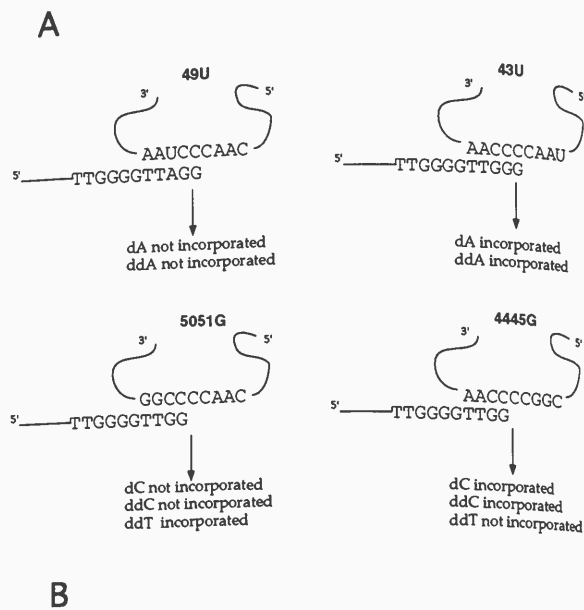 A
49U
3'
5'
AAUCCCAAC
5'
TTGGGGTTAGG
dA not incorporated
ddA not incorporated
43U
3'
5'
AACCCCAAU
5'
TTGGGGTTGGG
dA incorporated
ddA incorporated
5051G
3'
5'
GGCCCCAAC
5'
TTGGGGTTGG
dC not incorporated
ddC not incorporated
ddT incorporated
4445G
3'
5'
AACCCCGGC
5'
TTGGGGTTGG
dC incorporated
ddC incorporated
ddT not incorporated
B